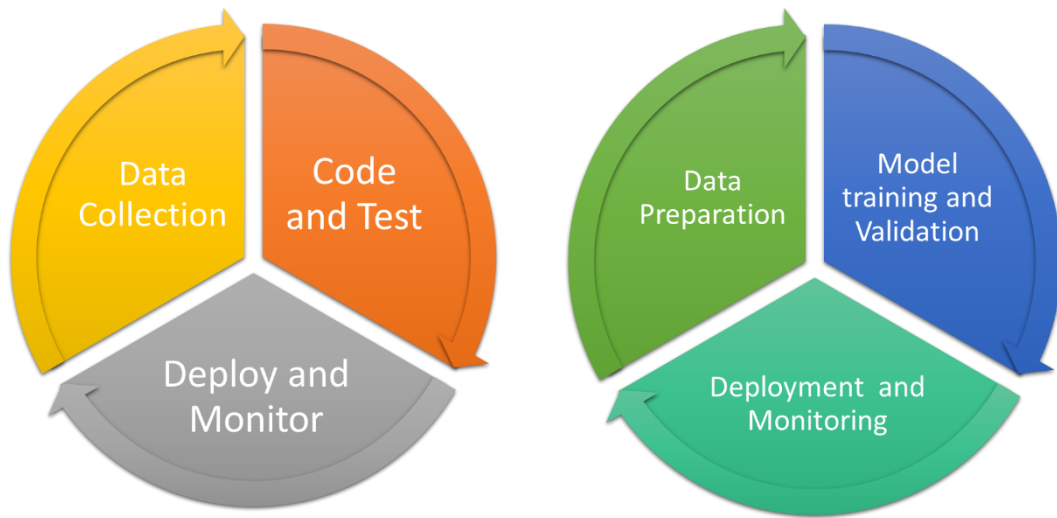 Data
Collection
Code
and Test
Deploy and
Monitor
Data
Preparation
Model
training and
Validation
Deployment  and
Monitoring